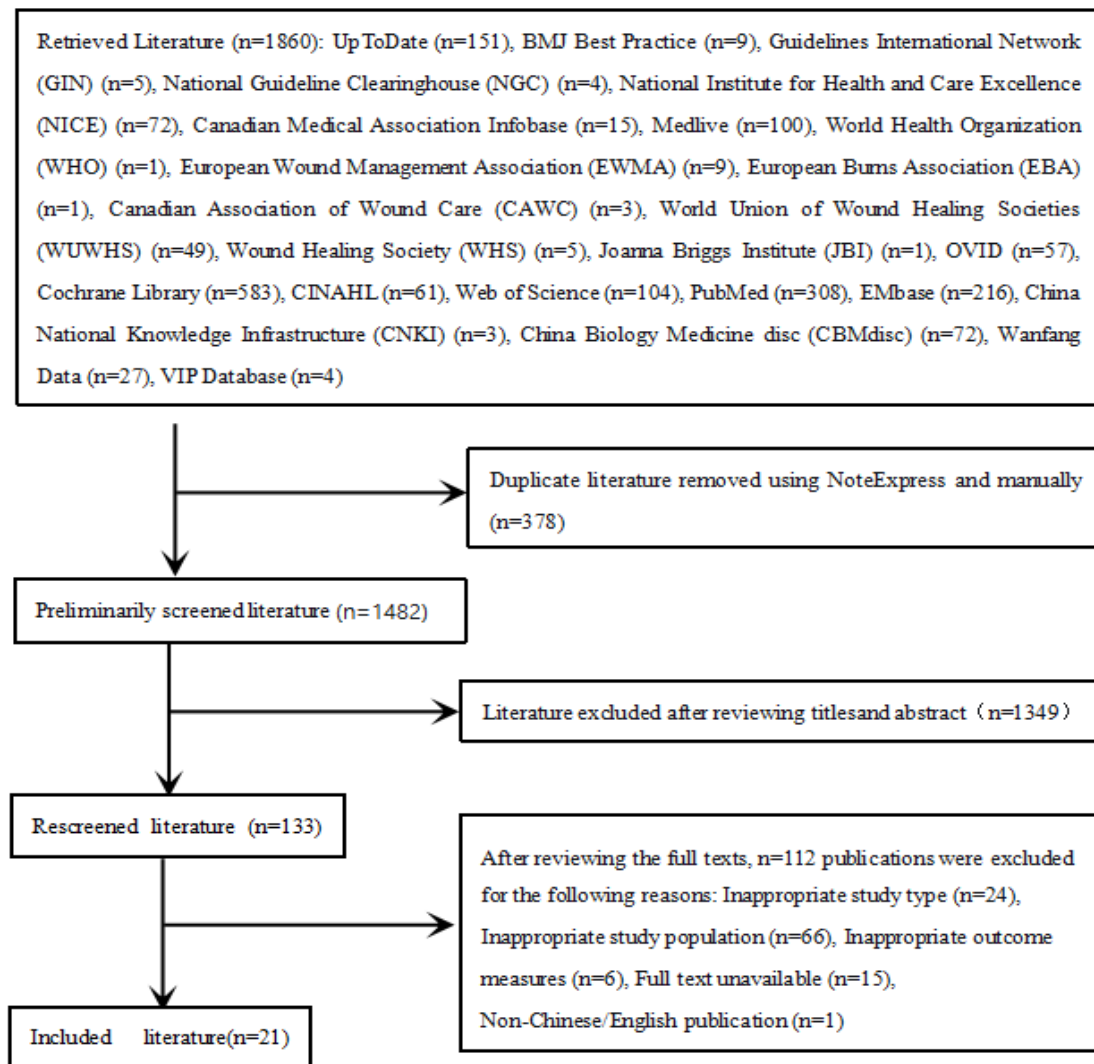 Retrieved Literature (n=1860): UpToDate (n=151), BMJ Best Practice (n=9), Guidelines International Network
(GIN) (n=5), National Guideline Clearinghouse (NGC) (n=4), National Institute for Health and Care Excellence
(NICE) (n=72), Canadian Medical Association Infobase (n=15), Medlive (n=100), World Health Organization
(WHO) (n=1), European Wound Management Association (EWMA) (n=9), European Burns Association (EBA)
(n=1), Canadian Association of Wound Care (CAWC) (n=3), World Union of Wound Healing Societies
(WUWHS) (n=49), Wound Healing Society (WHS) (n=5), Joanna Briggs Institute (JBI) (n=1), OVID (n=57),
Cochrane Library (n=583), CINAHL (n=61), Web of Science (n=104), PubMed (n=308), EMbase (n=216), China
National Knowledge Infrastructure (CNKI) (n=3), China Biology Medicine disc (CBMdisc) (n=72), Wanfang
Data (n=27), VIP Database (n=4)
Duplicate literature removed using NoteExpress and manually
(n=378)
Preliminarily screened literature (n=1482)
Literature excluded after reviewing titlesand abstract（n=1349）
Rescreened literature (n=133)
After reviewing the full texts, n=112 publications were excluded
for the following reasons: Inappropriate study type (n=24),
Inappropriate study population (n=66), Inappropriate outcome
measures (n=6), Full text unavailable (n=15),
Non-Chinese/English publication (n=1)
Included literature(n=21)